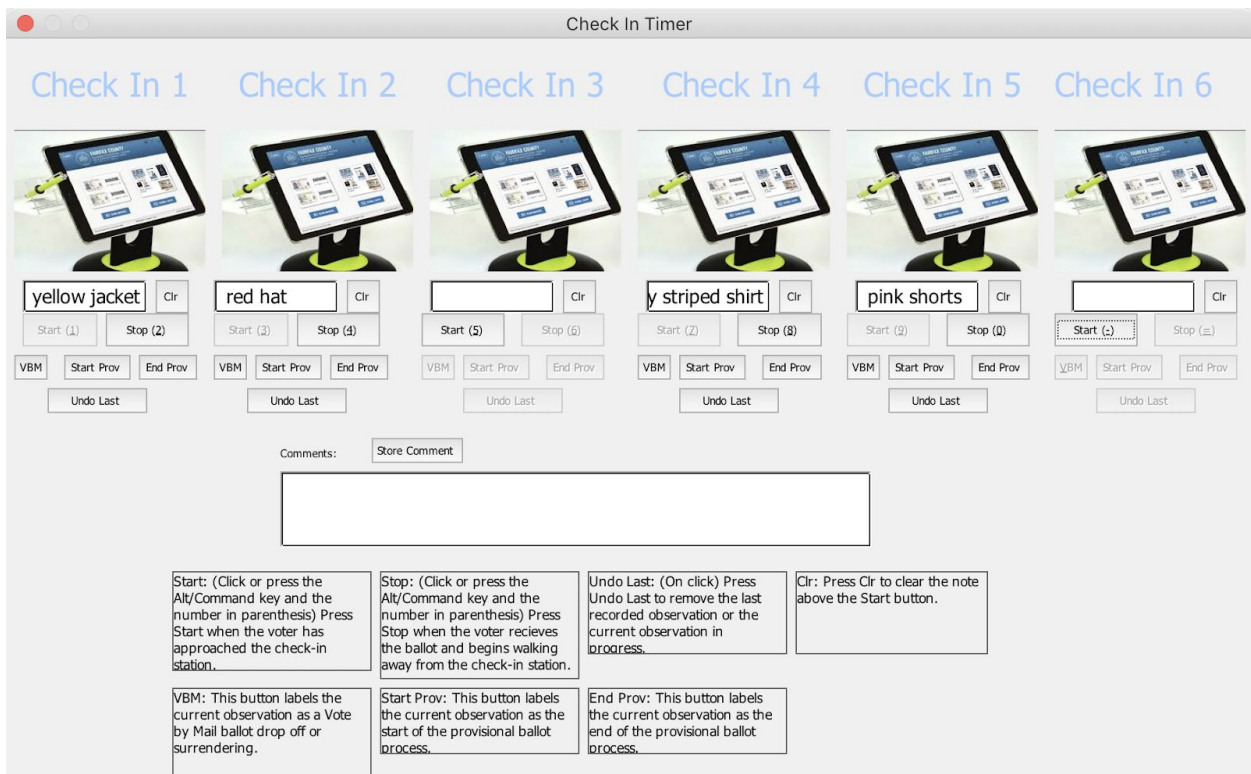 Check In Timer
Check In 1 Check In 2 Check In 3 Check In 4 Check In 5 Check In 6
FAIRFAX COUNTY FAIRFAX COUNTY FAIRFAX COUNTY FAIRFAX COUNTY FAIRFAX COUNTY FAIRFAX COUNTY
yellow jacket Clr red hat Clr Clr y striped shirt Clr pink shorts Clr Clr
Start (1) Stop (2) Start (3) Stop (4) Start (5) Stop (6) Start (7) Stop (8) Start (9) Stop (0) Start (-) Stop (=)
VBM Start Prov End Prov VBM Start Prov End Prov VBM Start Prov End Prov VBM Start Prov End Prov VBM Start Prov End Prov VBM Start Prov End Prov
Undo Last Undo Last Undo Last Undo Last Undo Last Undo Last
Comments: Store Comment
Start: (Click or press the
Alt/Command key and the
number in parenthesis) Press
Start when the voter has
approached the check-in
station.
Stop: (Click or press the
Alt/Command key and the
number in parenthesis) Press
Stop when the voter recieves
the ballot and begins walking
away from the check-in station.
Undo Last: (On click) Press
Undo Last to remove the last
recorded observation or the
current observation in
progress.
Clr: Press Clr to clear the note
above the Start button.
VBM: This button labels the
current observation as a Vote
by Mail ballot drop off or
surrendering.
Start Prov: This button labels
the current observation as the
start of the provisional ballot
process.
End Prov: This button labels
the current observation as the
end of the provisional ballot
process.